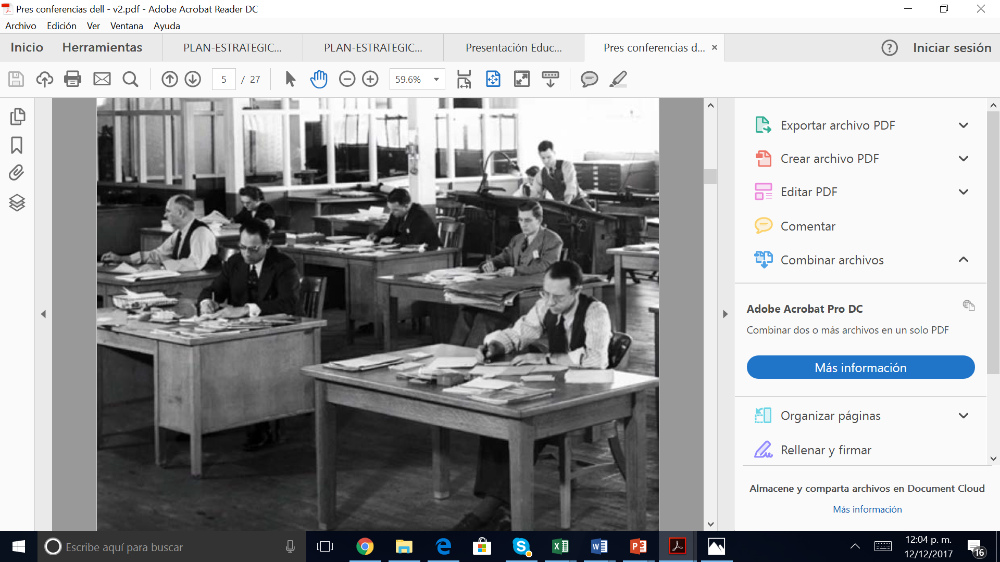 Pres conferencias dell - v2.pdf - Adobe Acrobat Reader DC
Archivo Edición Ver Ventana Ayuda
Inicio Herramientas PLAN-ESTRATEGIC... PLAN-ESTRATEGIC... Presentación Educ... Pres conferencias d... × ? Iniciar sesión
5 / 27 59.6%
Exportar archivo PDF
Crear archivo PDF
Editar PDF
Comentar
Combinar archivos
Adobe Acrobat Pro DC
Combinar dos o más archivos en un solo PDF
Más información
Organizar páginas
Rellenar y firmar
Almacene y comparta archivos en Document Cloud
Más información
Escribe aquí para buscar
12:04 p. m.
12/12/2017
16